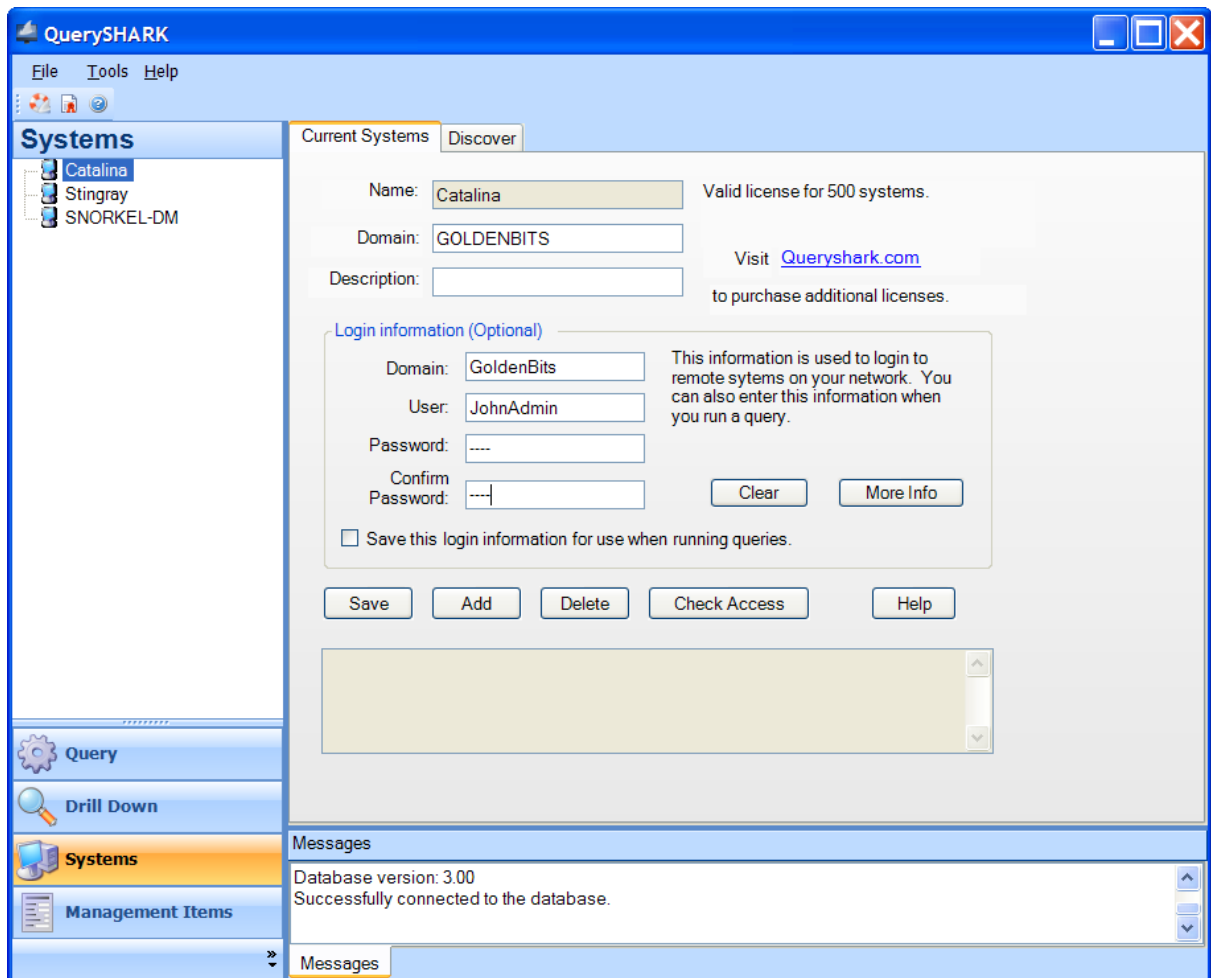 QuerySHARK
File Tools Help
Systems
Catalina
Stingray
SNORKEL-DM
Query
Drill Down
Systems
Management Items
Current Systems
Discover
Name: Catalina
Domain: GOLDENBITS
Description:
Valid license for 500 systems.
Visit Queryshark.com
to purchase additional licenses.
Login information (Optional)
Domain: GoldenBits
User: JohnAdmin
Password: ----
Confirm
Password: ----
This information is used to login to
remote sytems on your network. You
can also enter this information when
you run a query.
Clear
More Info
Save this login information for use when running queries.
Save
Add
Delete
Check Access
Help
Messages
Database version: 3.00
Successfully connected to the database.
Messages